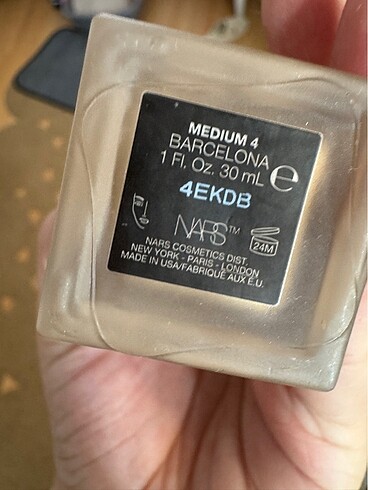 MEDIUM 4
BARCELONA
1 Fl. Oz. 30 mL ℮
4EKDB
NARS™
24M
NARS COSMETICS DIST.
NEW YORK - PARIS - LONDON
MADE IN USA/FABRIQUÉ AUX É.U.